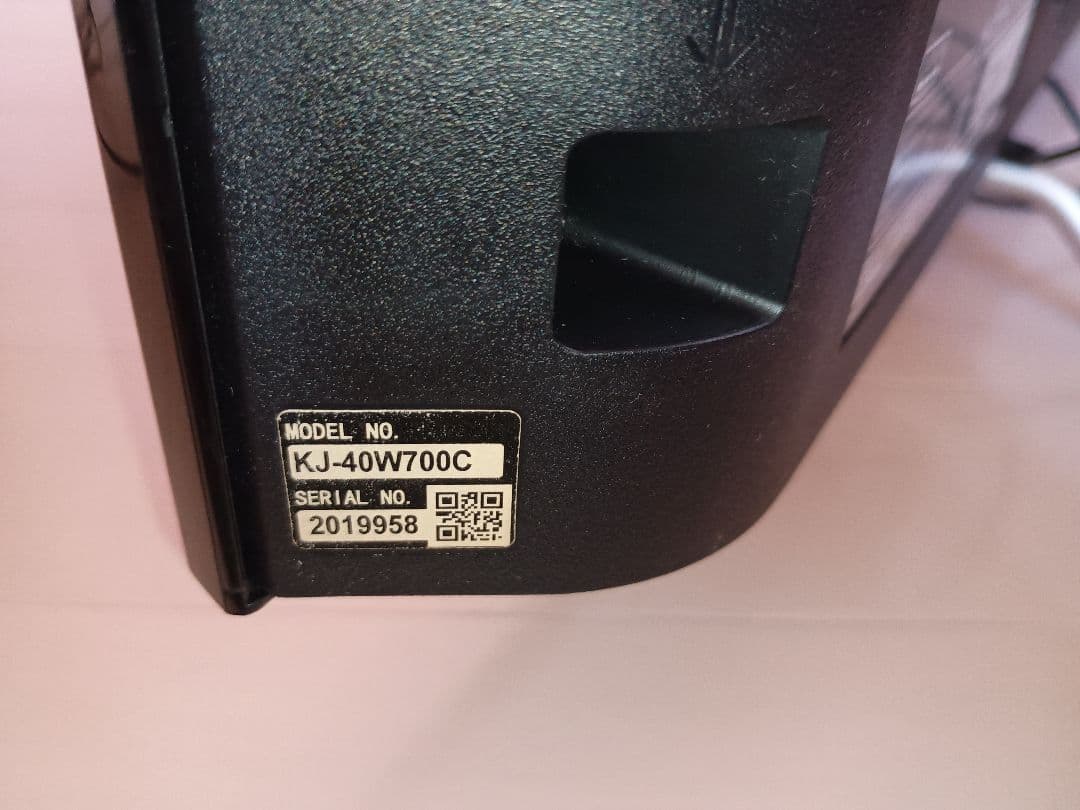 MODEL NO.
KJ-40W700C
SERIAL NO.
2019958